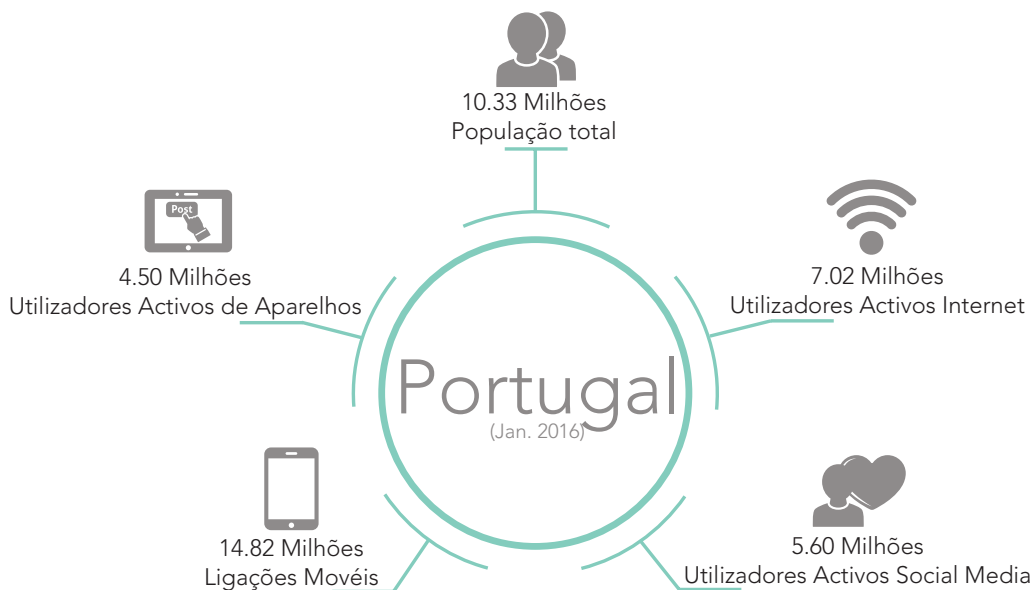 10.33 Milhões
População total
Post
4.50 Milhões
Utilizadores Activos de Aparelhos
7.02 Milhões
Utilizadores Activos Internet
Portugal
(Jan. 2016)
14.82 Milhões
Ligações Movéis
5.60 Milhões
Utilizadores Activos Social Media